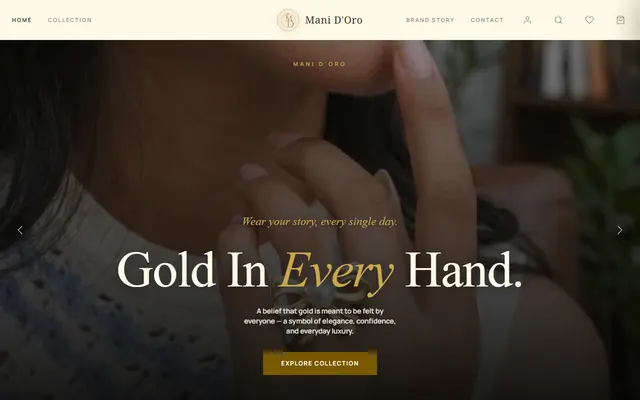 HOME
COLLECTION
Mani D'Oro
BRAND STORY
CONTACT
MANI D'ORO
Wear your story, every single day.
Gold In Every Hand.
A belief that gold is meant to be felt by
everyone — a symbol of elegance, confidence,
and everyday luxury.
EXPLORE COLLECTION